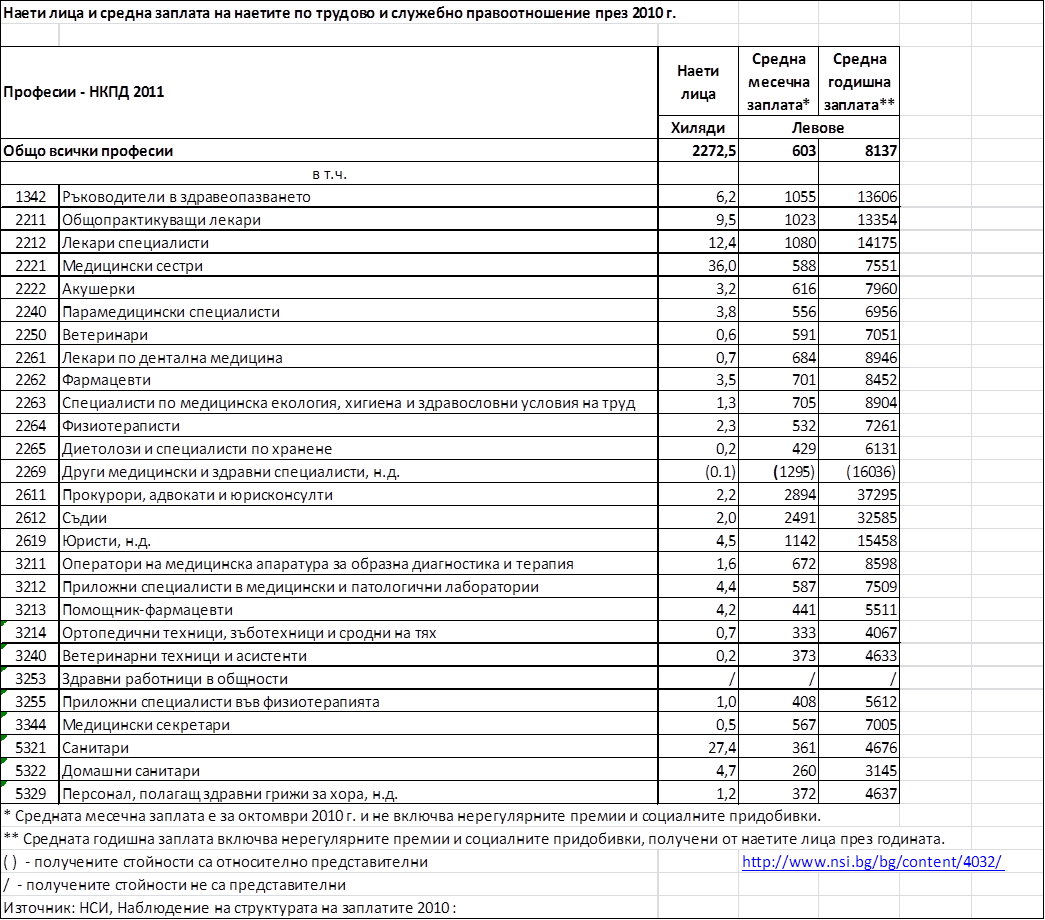 Наети лица и средна заплата на наетите по трудово и служебно правоотношение през 2010 г.
Професии - НКПД 2011 Наети лица Средна месечна заплата* Средна годишна заплата**
Хиляди Левове
Общо всички професии 2272,5 603 8137
в т.ч.
1342 Ръководители в здравеопазването 6,2 1055 13606
2211 Общопрактикуващи лекари 9,5 1023 13354
2212 Лекари специалисти 12,4 1080 14175
2221 Медицински сестри 36,0 588 7551
2222 Акушерки 3,2 616 7960
2240 Парамедицински специалисти 3,8 556 6956
2250 Ветеринари 0,6 591 7051
2261 Лекари по дентална медицина 0,7 684 8946
2262 Фармацевти 3,5 701 8452
2263 Специалисти по медицинска екология, хигиена и здравословни условия на труд 1,3 705 8904
2264 Физиотераписти 2,3 532 7261
2265 Диетолози и специалисти по хранене 0,2 429 6131
2269 Други медицински и здравни специалисти, н.д. (0.1) (1295) (16036)
2611 Прокурори, адвокати и юрисконсулти 2,2 2894 37295
2612 Съдии 2,0 2491 32585
2619 Юристи, н.д. 4,5 1142 15458
3211 Оператори на медицинска апаратура за образна диагностика и терапия 1,6 672 8598
3212 Приложни специалисти в медицински и патологични лаборатории 4,4 587 7509
3213 Помощник-фармацевти 4,2 441 5511
3214 Ортопедични техници, зъботехници и сродни на тях 0,7 333 4067
3240 Ветеринарни техници и асистенти 0,2 373 4633
3253 Здравни работници в общности / / /
3255 Приложни специалисти във физиотерапията 1,0 408 5612
3344 Медицински секретари 0,5 567 7005
5321 Санитари 27,4 361 4676
5322 Домашни санитари 4,7 260 3145
5329 Персонал, полагащ здравни грижи за хора, н.д. 1,2 372 4637
* Средната месечна заплата е за октомври 2010 г. и не включва нерегулярните премии и социалните придобивки.
** Средната годишна заплата включва нерегулярните премии и социалните придобивки, получени от наетите лица през годината.
( ) - получените стойности са относително представителни http://www.nsi.bg/bg/content/4032/
/ - получените стойности не са представителни
Източник: НСИ, Наблюдение на структурата на заплатите 2010 :